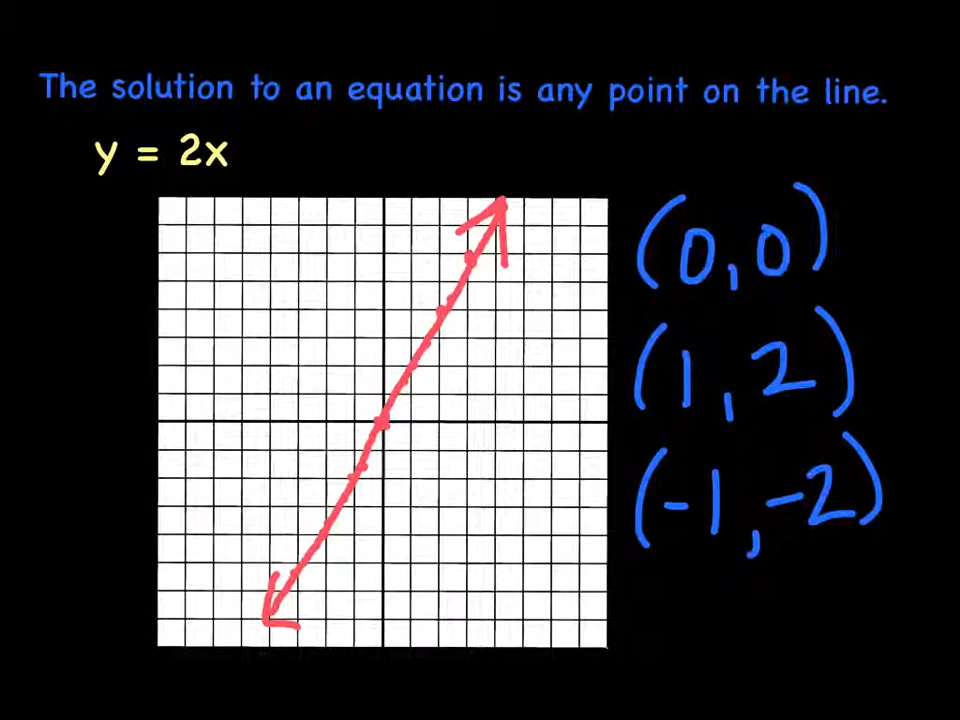 The solution to an equation is any point on the line.
y = 2x
(0,0)
(1,2)
(-1,-2)